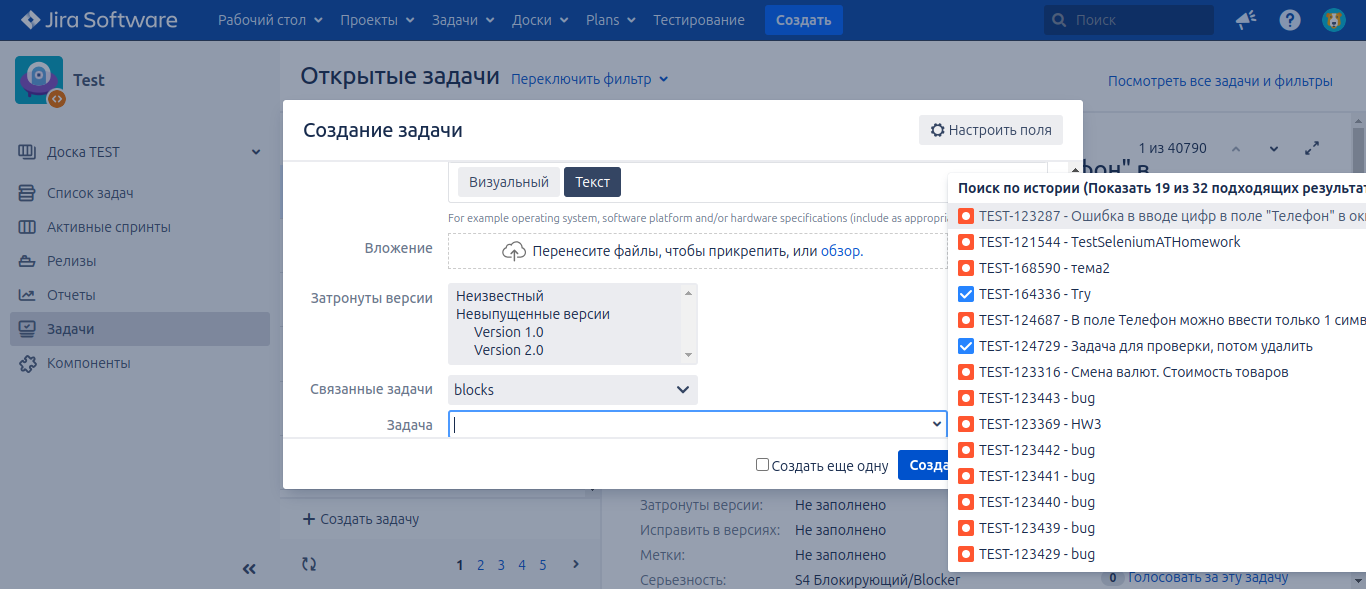 Jira Software
Рабочий стол Проекты Задачи Доски Plans Тестирование Создать Поиск
Test
Открытые задачи Переключить фильтр
Посмотреть все задачи и фильтры
Доска TEST
Список задач
Активные спринты
Релизы
Отчеты
Задачи
Компоненты
1 из 40790
Создание задачи
Настроить поля
Визуальный Текст
For example operating system, software platform and/or hardware specifications (include as appropria
Вложение
Перенесите файлы, чтобы прикрепить, или обзор.
Затронуты версии
Неизвестный
Невыпущенные версии
Version 1.0
Version 2.0
Связанные задачи
blocks
Задача
Создать еще одну
Созда
Поиск по истории (Показать 19 из 32 подходящих результат
TEST-123287 - Ошибка в вводе цифр в поле "Телефон" в ок
TEST-121544 - TestSeleniumATHomework
TEST-168590 - тема2
TEST-164336 - Тгу
TEST-124687 - В поле Телефон можно ввести только 1 симв
TEST-124729 - Задача для проверки, потом удалить
TEST-123316 - Смена валют. Стоимость товаров
TEST-123443 - bug
TEST-123369 - HW3
TEST-123442 - bug
TEST-123441 - bug
TEST-123440 - bug
TEST-123439 - bug
TEST-123429 - bug
Создать задачу
1 2 3 4 5
Затронуты версии: Не заполнено
Исправить в версиях: Не заполнено
Метки: Не заполнено
Серьезность: S4 Блокирующий/Blocker
0 Голосовать за эту задачу